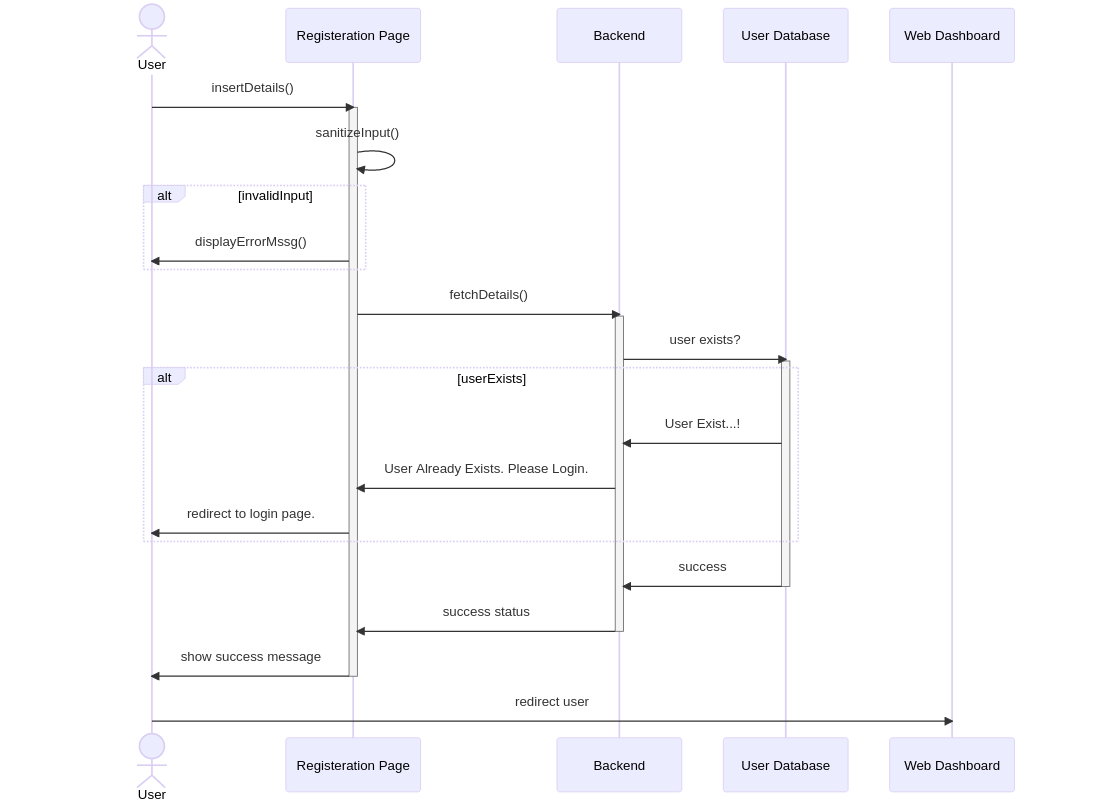 User
Registeration Page
Backend
User Database
Web Dashboard
insertDetails()
sanitizeInput()
alt
[invalidInput]
displayErrorMssg()
fetchDetails()
user exists?
alt
[userExists]
User Exist...!
User Already Exists. Please Login.
redirect to login page.
success
success status
show success message
redirect user
User
Registeration Page
Backend
User Database
Web Dashboard